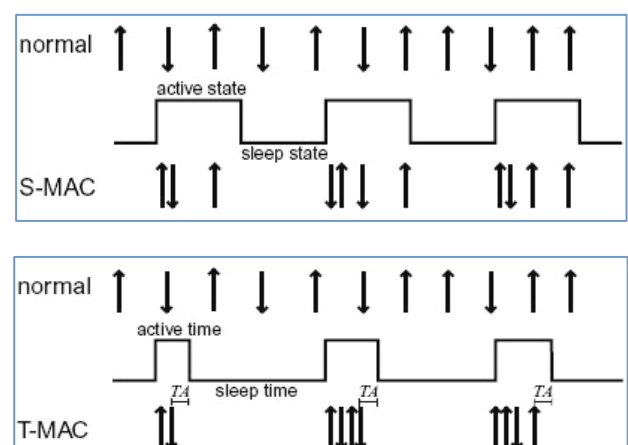 normal
active state
sleep state
S-MAC
normal
active time
TA
sleep time
TA
TA
T-MAC